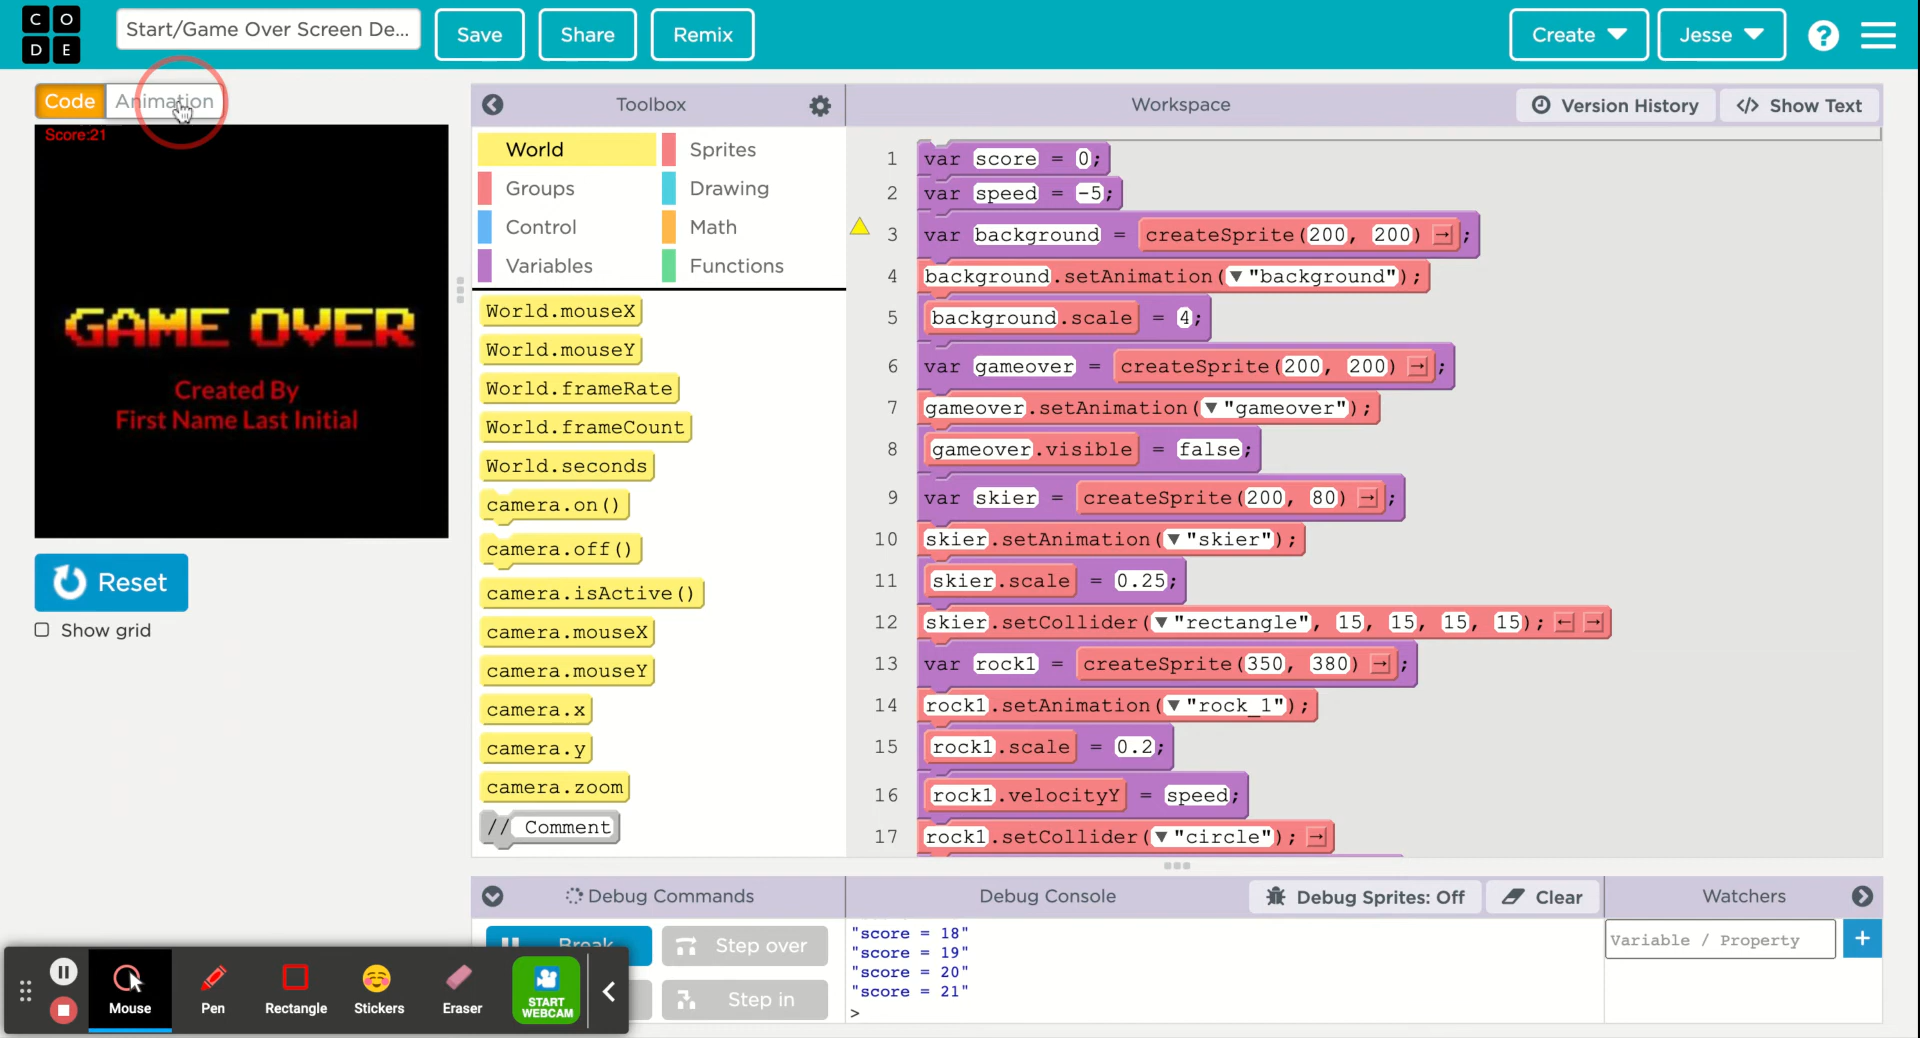 CODE
Start/Game Over Screen De...
Save
Share
Remix
Create
Jesse
?
Code
Animation
Score:21
GAME OVER
Created By
First Name Last Initial
Reset
Show grid
Toolbox
World
Sprites
Groups
Drawing
Control
Math
Variables
Functions
World.mouseX
World.mouseY
World.frameRate
World.frameCount
World.seconds
camera.on()
camera.off()
camera.isActive()
camera.mouseX
camera.mouseY
camera.x
camera.y
camera.zoom
// Comment
Workspace
Version History
</> Show Text
1 var score = 0;
2 var speed = -5;
3 var background = createSprite(200, 200) → ;
4 background.setAnimation( ▼ "background");
5 background.scale = 4;
6 var gameover = createSprite(200, 200) → ;
7 gameover.setAnimation( ▼ "gameover");
8 gameover.visible = false;
9 var skier = createSprite(200, 80) → ;
10 skier.setAnimation( ▼ "skier");
11 skier.scale = 0.25;
12 skier.setCollider( ▼ "rectangle", 15, 15, 15, 15); ← →
13 var rock1 = createSprite(350, 380) → ;
14 rock1.setAnimation( ▼ "rock_1");
15 rock1.scale = 0.2;
16 rock1.velocityY = speed;
17 rock1.setCollider( ▼ "circle"); →
Debug Commands
Break
Step over
Step in
Debug Console
Debug Sprites: Off
Clear
"score = 18"
"score = 19"
"score = 20"
"score = 21"
>
Watchers
Variable / Property
+
Mouse
Pen
Rectangle
Stickers
Eraser
START
WEBCAM